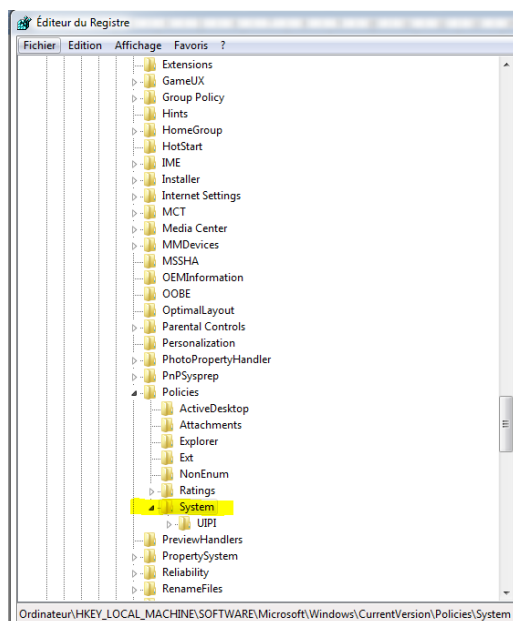 Éditeur du Registre
Fichier Edition Affichage Favoris ?
Extensions
GameUX
Group Policy
Hints
HomeGroup
HotStart
IME
Installer
Internet Settings
MCT
Media Center
MMDevices
MSSHA
OEMInformation
OOBE
OptimalLayout
Parental Controls
Personalization
PhotoPropertyHandler
PnPSysprep
Policies
ActiveDesktop
Attachments
Explorer
Ext
NonEnum
Ratings
System
UIPI
PreviewHandlers
PropertySystem
Reliability
RenameFiles
Ordinateur\HKEY_LOCAL_MACHINE\SOFTWARE\Microsoft\Windows\CurrentVersion\Policies\System